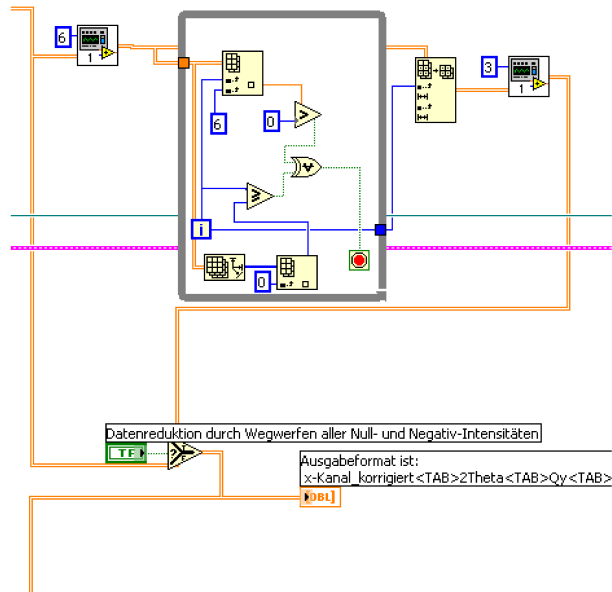 6
1
3
1
6
0
>
V
≥
i
0
Datenreduktion durch Wegwerfen aller Null- und Negativ-Intensitäten
TF
?
T
F
Ausgabeformat ist:
x-Kanal_korrigiert<TAB>2Theta<TAB>Qy<TAB>
DBL]